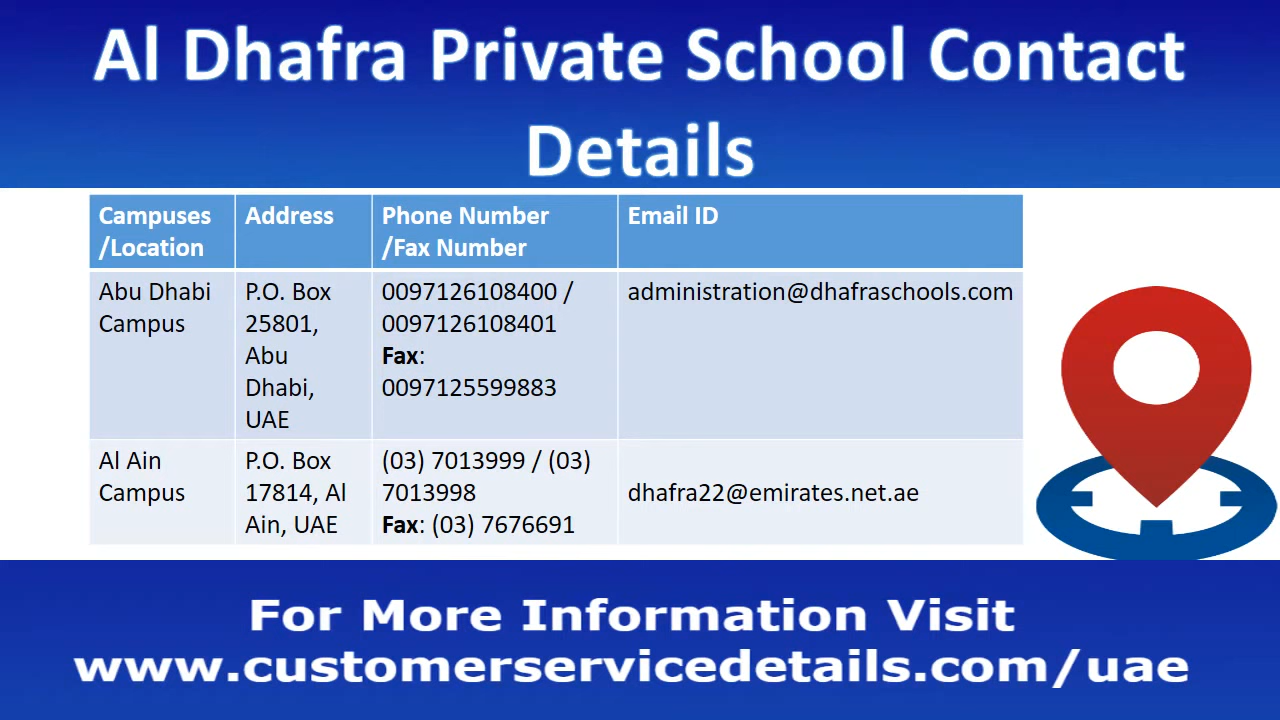 Al Dhafra Private School Contact
Details
Campuses
/Location
Address
Phone Number
/Fax Number
Email ID
Abu Dhabi
Campus
P.O. Box
25801,
Abu
Dhabi,
UAE
0097126108400 /
0097126108401
Fax:
0097125599883
administration@dhafraschools.com
Al Ain
Campus
P.O. Box
17814, Al
Ain, UAE
(03) 7013999 / (03)
7013998
Fax: (03) 7676691
dhafra22@emirates.net.ae
For More Information Visit
www.customerservicedetails.com/uae